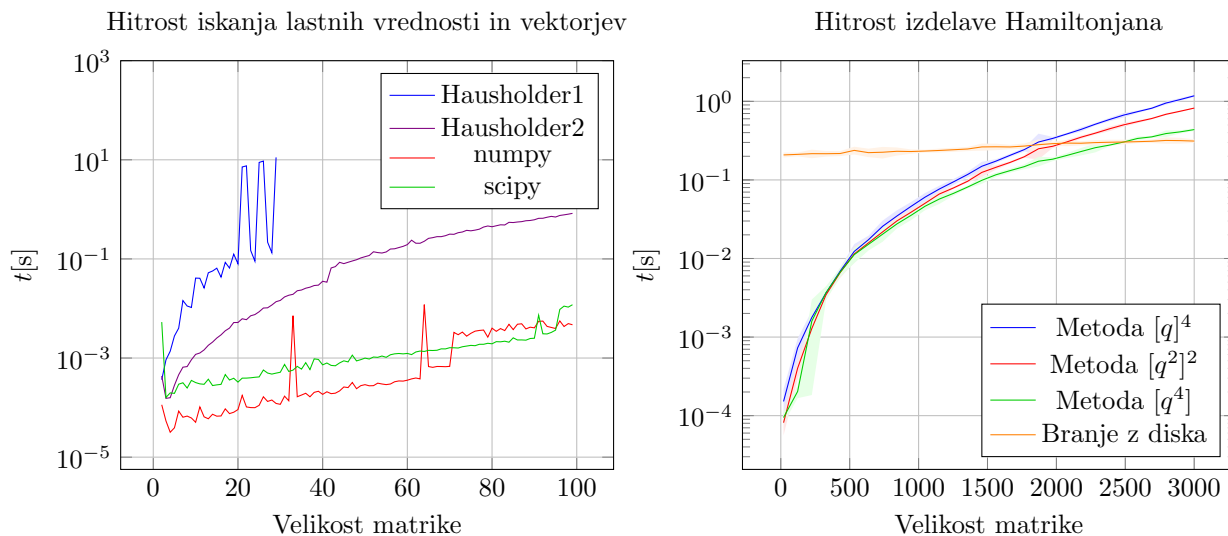 Hitrost iskanja lastnih vrednosti in vektorjev
10^3
10^1
10^−1
10^−3
10^−5
t[s]
0
20
40
60
80
100
Velikost matrike
Hausholder1
Hausholder2
numpy
scipy
Hitrost izdelave Hamiltonjana
10^0
10^−1
10^−2
10^−3
10^−4
t[s]
0
500
1000
1500
2000
2500
3000
Velikost matrike
Metoda [q]^4
Metoda [q^2]^2
Metoda [q^4]
Branje z diska